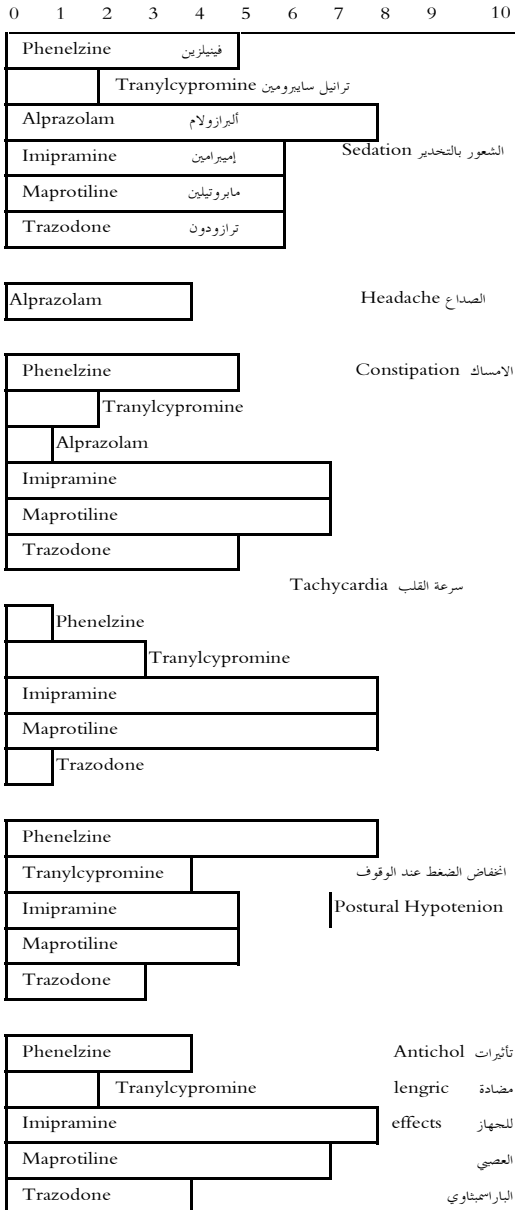 0 1 2 3 4 5 6 7 8 9 10
Phenelzine فينيلزين
Tranylcypromine ترانيل سايبرومين
Alprazolam ألبرازولام
Imipramine إميبرامين
Sedation الشعور بالتخدير
Maprotiline مابروتيلين
Trazodone ترازودون
Alprazolam
Headache الصداع
Phenelzine
Constipation الامساك
Tranylcypromine
Alprazolam
Imipramine
Maprotiline
Trazodone
Tachycardia سرعة القلب
Phenelzine
Tranylcypromine
Imipramine
Maprotiline
Trazodone
Phenelzine
Tranylcypromine
انخفاض الضغط عند الوقوف
Imipramine
Postural Hypotenion
Maprotiline
Trazodone
Phenelzine
Antichol تأثيرات
Tranylcypromine
lengric مضادة
Imipramine
effects للجهاز
Maprotiline
العصبي
Trazodone
الباراسمبثاوي